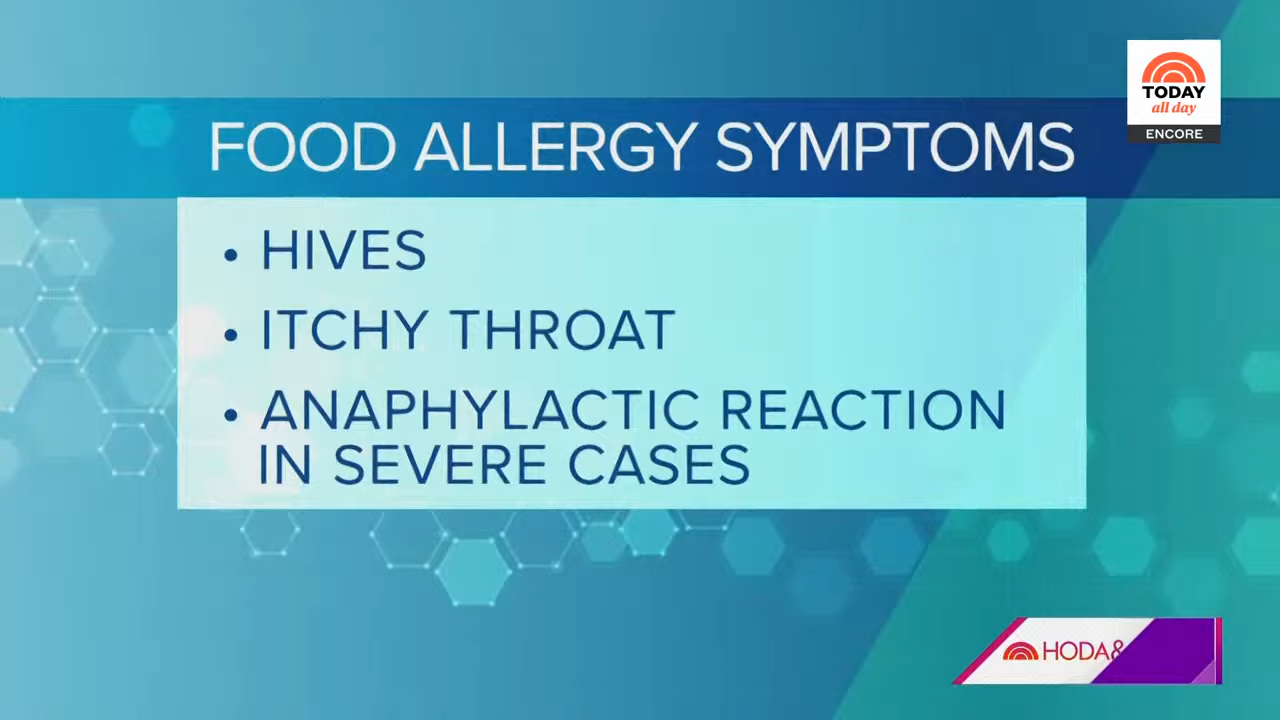 TODAY
all day
ENCORE
FOOD ALLERGY SYMPTOMS
• HIVES
• ITCHY THROAT
• ANAPHYLACTIC REACTION
IN SEVERE CASES
HODA&